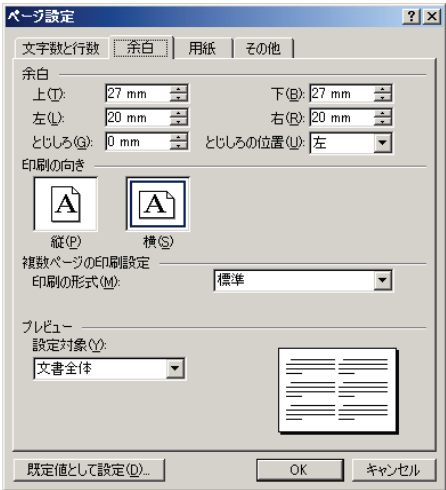 ページ設定
文字数と行数 余白 用紙 その他
余白
上(T): 27 mm 下(B): 27 mm
左(L): 20 mm 右(R): 20 mm
とじしろ(G): 0 mm とじしろの位置(U): 左
印刷の向き
A A
縦(P) 横(S)
複数ページの印刷設定
印刷の形式(M): 標準
プレビュー
設定対象(Y):
文書全体
既定値として設定(D)... OK キャンセル